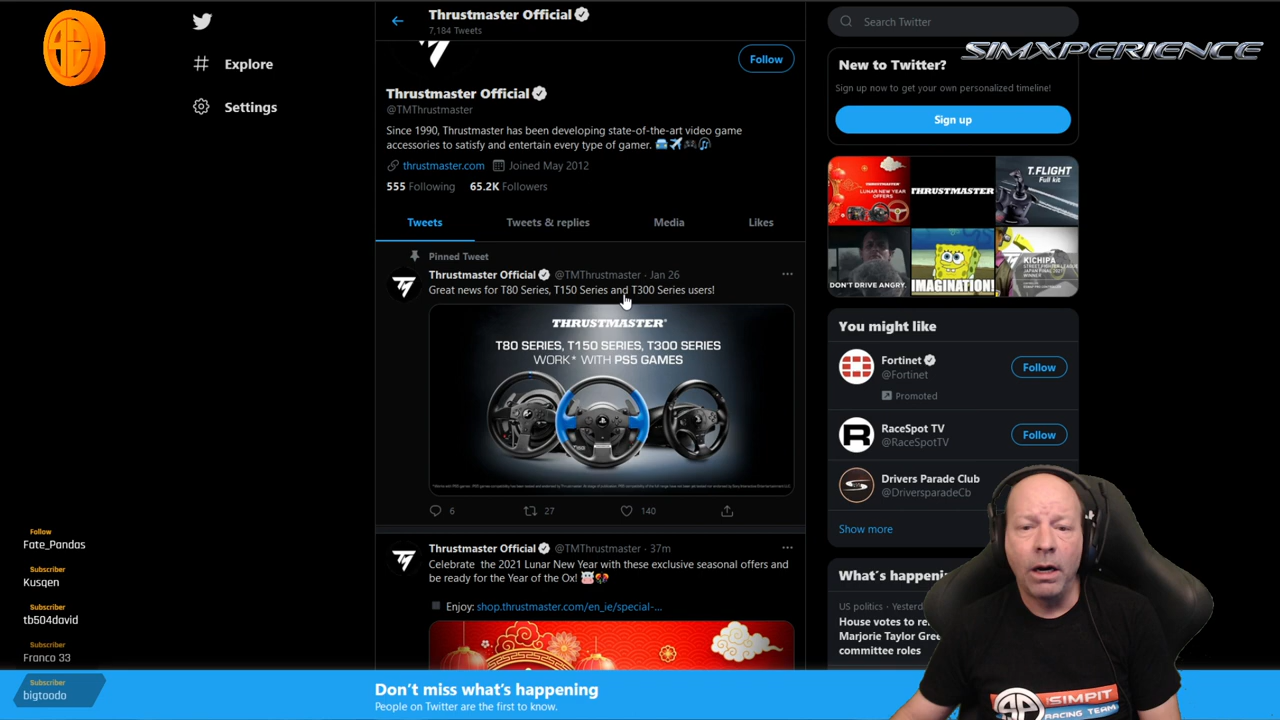 Thrustmaster Official
7,184 Tweets
Search Twitter
SIMXPERIENCE
Explore
Settings
Follow
Thrustmaster Official
@TMThrustmaster
Since 1990, Thrustmaster has been developing state-of-the-art video game
accessories to satisfy and entertain every type of gamer.
thrustmaster.com Joined May 2012
555 Following 65.2K Followers
Tweets Tweets & replies Media Likes
Pinned Tweet
Thrustmaster Official @TMThrustmaster · Jan 26
Great news for T80 Series, T150 Series and T300 Series users!
THRUSTMASTER®
T80 SERIES, T150 SERIES, T300 SERIES
WORK* WITH PS5 GAMES
6 27 140
Thrustmaster Official @TMThrustmaster · 37m
Celebrate the 2021 Lunar New Year with these exclusive seasonal offers and
be ready for the Year of the Ox!
Enjoy: shop.thrustmaster.com/en_ie/special-...
New to Twitter?
Sign up now to get your own personalized timeline!
Sign up
THRUSTMASTER
LUNAR NEW YEAR
OFFERS
THRUSTMASTER
T.FLIGHT
Full kit
DON'T DRIVE ANGRY.
IMAGINATION!
KICHIPA
WINNER
You might like
Fortinet
@Fortinet
Promoted
Follow
RaceSpot TV
@RaceSpotTV
Follow
Drivers Parade Club
@DriversparadeCb
Show more
What's happeni
US politics · Yesterd
House votes to re
Marjorie Taylor Gree
committee roles
Follow
Fate_Pandas
Subscriber
Kusqen
Subscriber
tb504david
Subscriber
Franco 33
Subscriber
bigtoodo
Don't miss what's happening
People on Twitter are the first to know.
SIMPIT
RACING TEAM